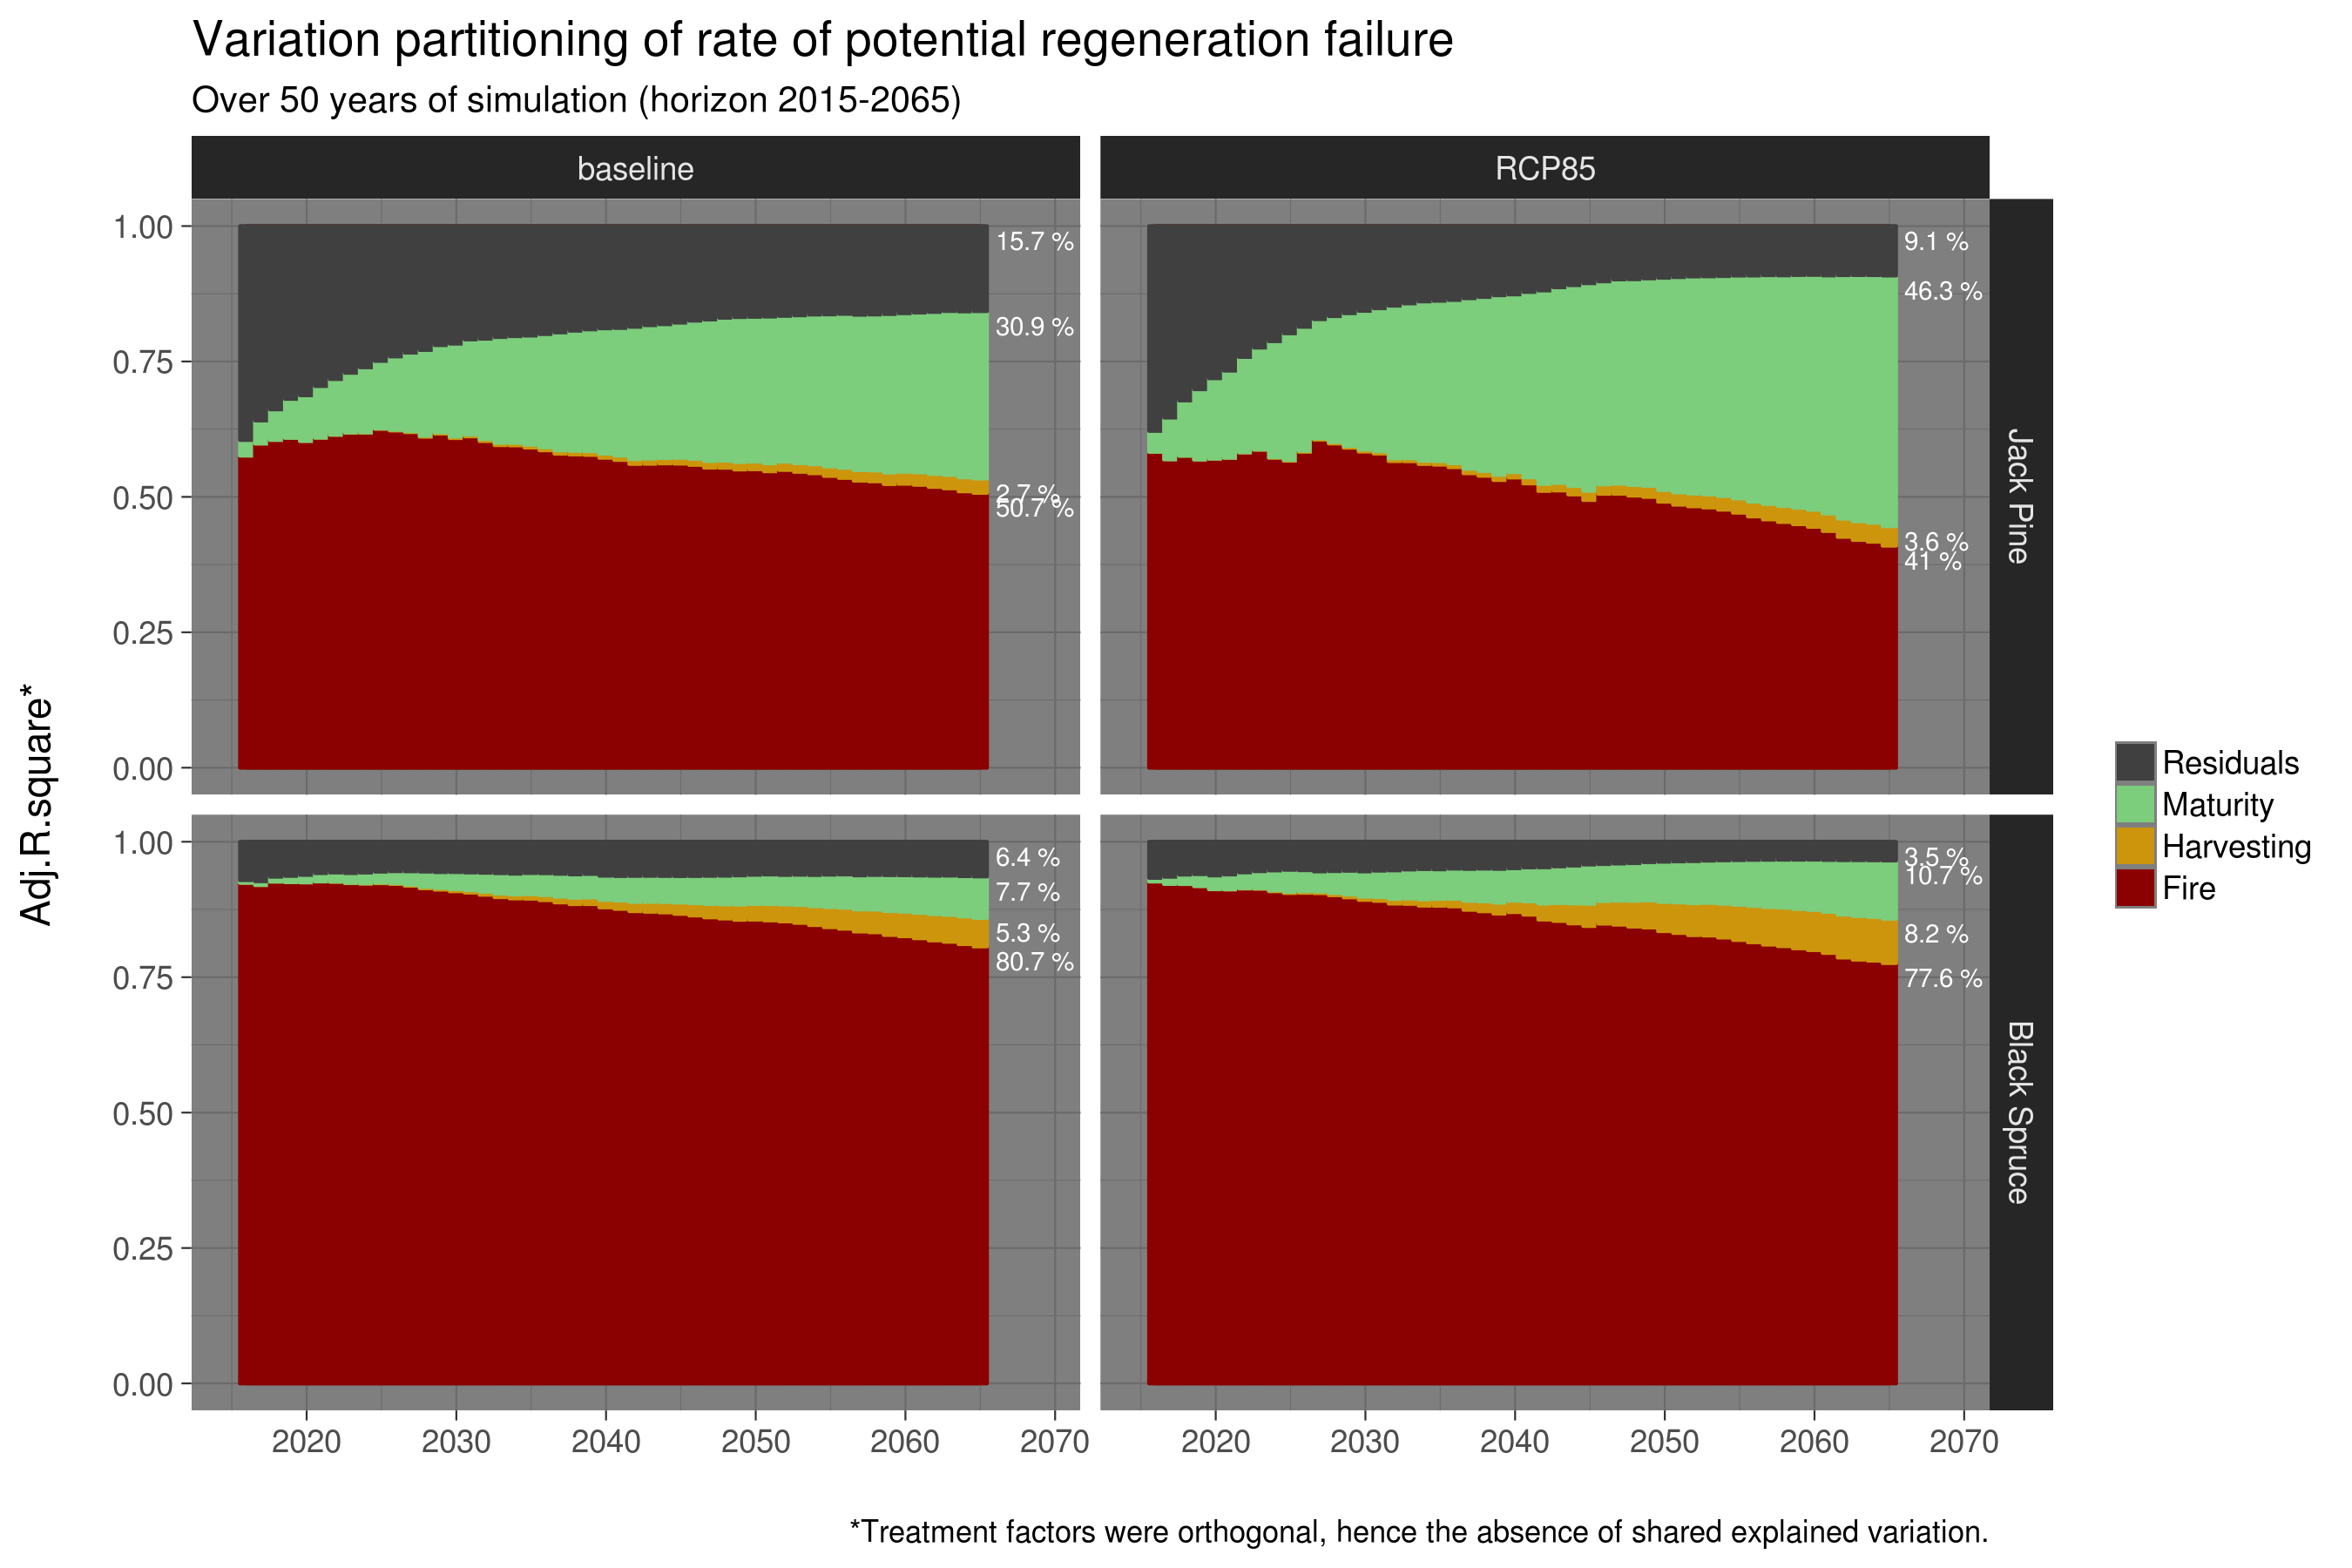 Variation partitioning of rate of potential regeneration failure
Over 50 years of simulation (horizon 2015-2065)
baseline
RCP85
Adj.R.square*
1.00
0.75
0.50
0.25
0.00
15.7 %
30.9 %
2.7 %
50.7 %
9.1 %
46.3 %
3.6 %
41 %
Jack Pine
1.00
0.75
0.50
0.25
0.00
6.4 %
7.7 %
5.3 %
80.7 %
3.5 %
10.7 %
8.2 %
77.6 %
Black Spruce
2020 2030 2040 2050 2060 2070
2020 2030 2040 2050 2060 2070
Residuals
Maturity
Harvesting
Fire
*Treatment factors were orthogonal, hence the absence of shared explained variation.